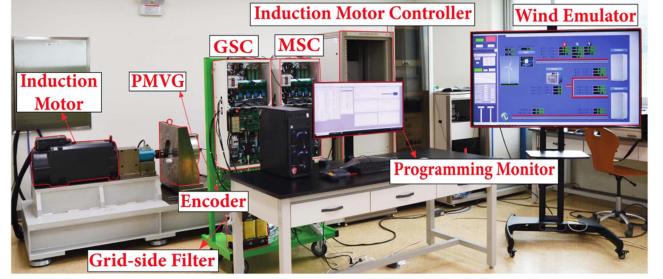 Induction Motor Controller
Wind Emulator
GSC
MSC
Induction
Motor
PMVG
Programming Monitor
Encoder
Grid-side Filter